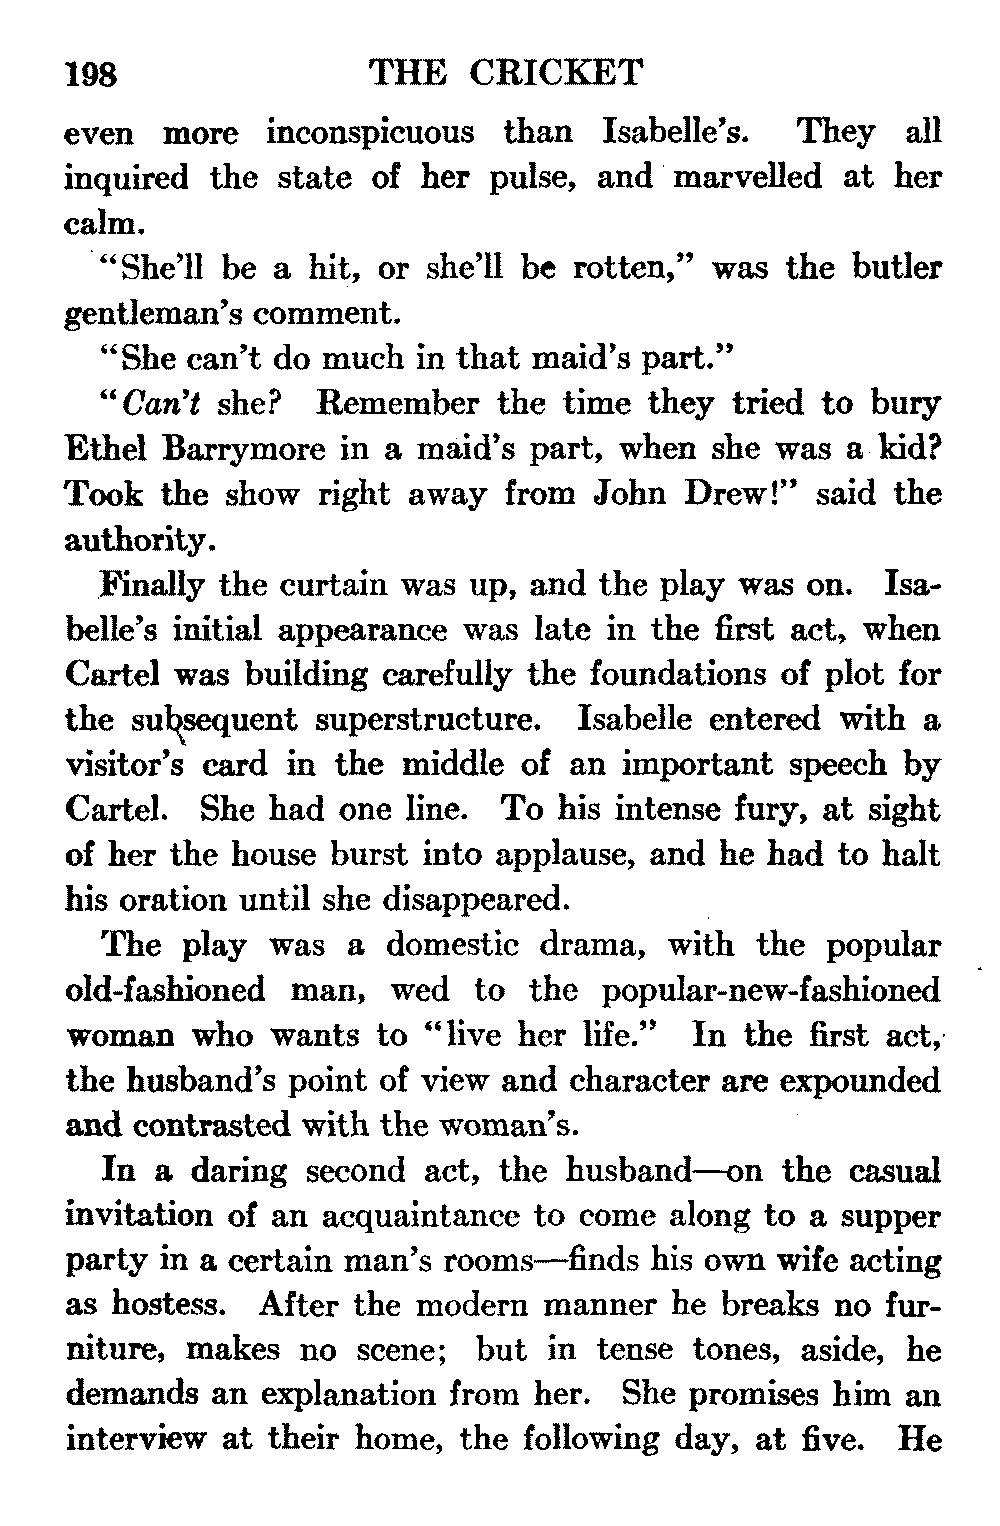 198 THE CRICKET
even more inconspicuous than Isabelle's. They all
inquired the state of her pulse, and marvelled at her
calm.
"She'll be a hit, or she'll be rotten," was the butler
gentleman's comment.
"She can't do much in that maid's part."
"Can't she? Remember the time they tried to bury
Ethel Barrymore in a maid's part, when she was a kid?
Took the show right away from John Drew!" said the
authority.
Finally the curtain was up, and the play was on. Isa-
belle's initial appearance was late in the first act, when
Cartel was building carefully the foundations of plot for
the subsequent superstructure. Isabelle entered with a
visitor's card in the middle of an important speech by
Cartel. She had one line. To his intense fury, at sight
of her the house burst into applause, and he had to halt
his oration until she disappeared.
The play was a domestic drama, with the popular
old-fashioned man, wed to the popular-new-fashioned
woman who wants to "live her life." In the first act,
the husband's point of view and character are expounded
and contrasted with the woman's.
In a daring second act, the husband—on the casual
invitation of an acquaintance to come along to a supper
party in a certain man's rooms—finds his own wife acting
as hostess. After the modern manner he breaks no fur-
niture, makes no scene; but in tense tones, aside, he
demands an explanation from her. She promises him an
interview at their home, the following day, at five. He